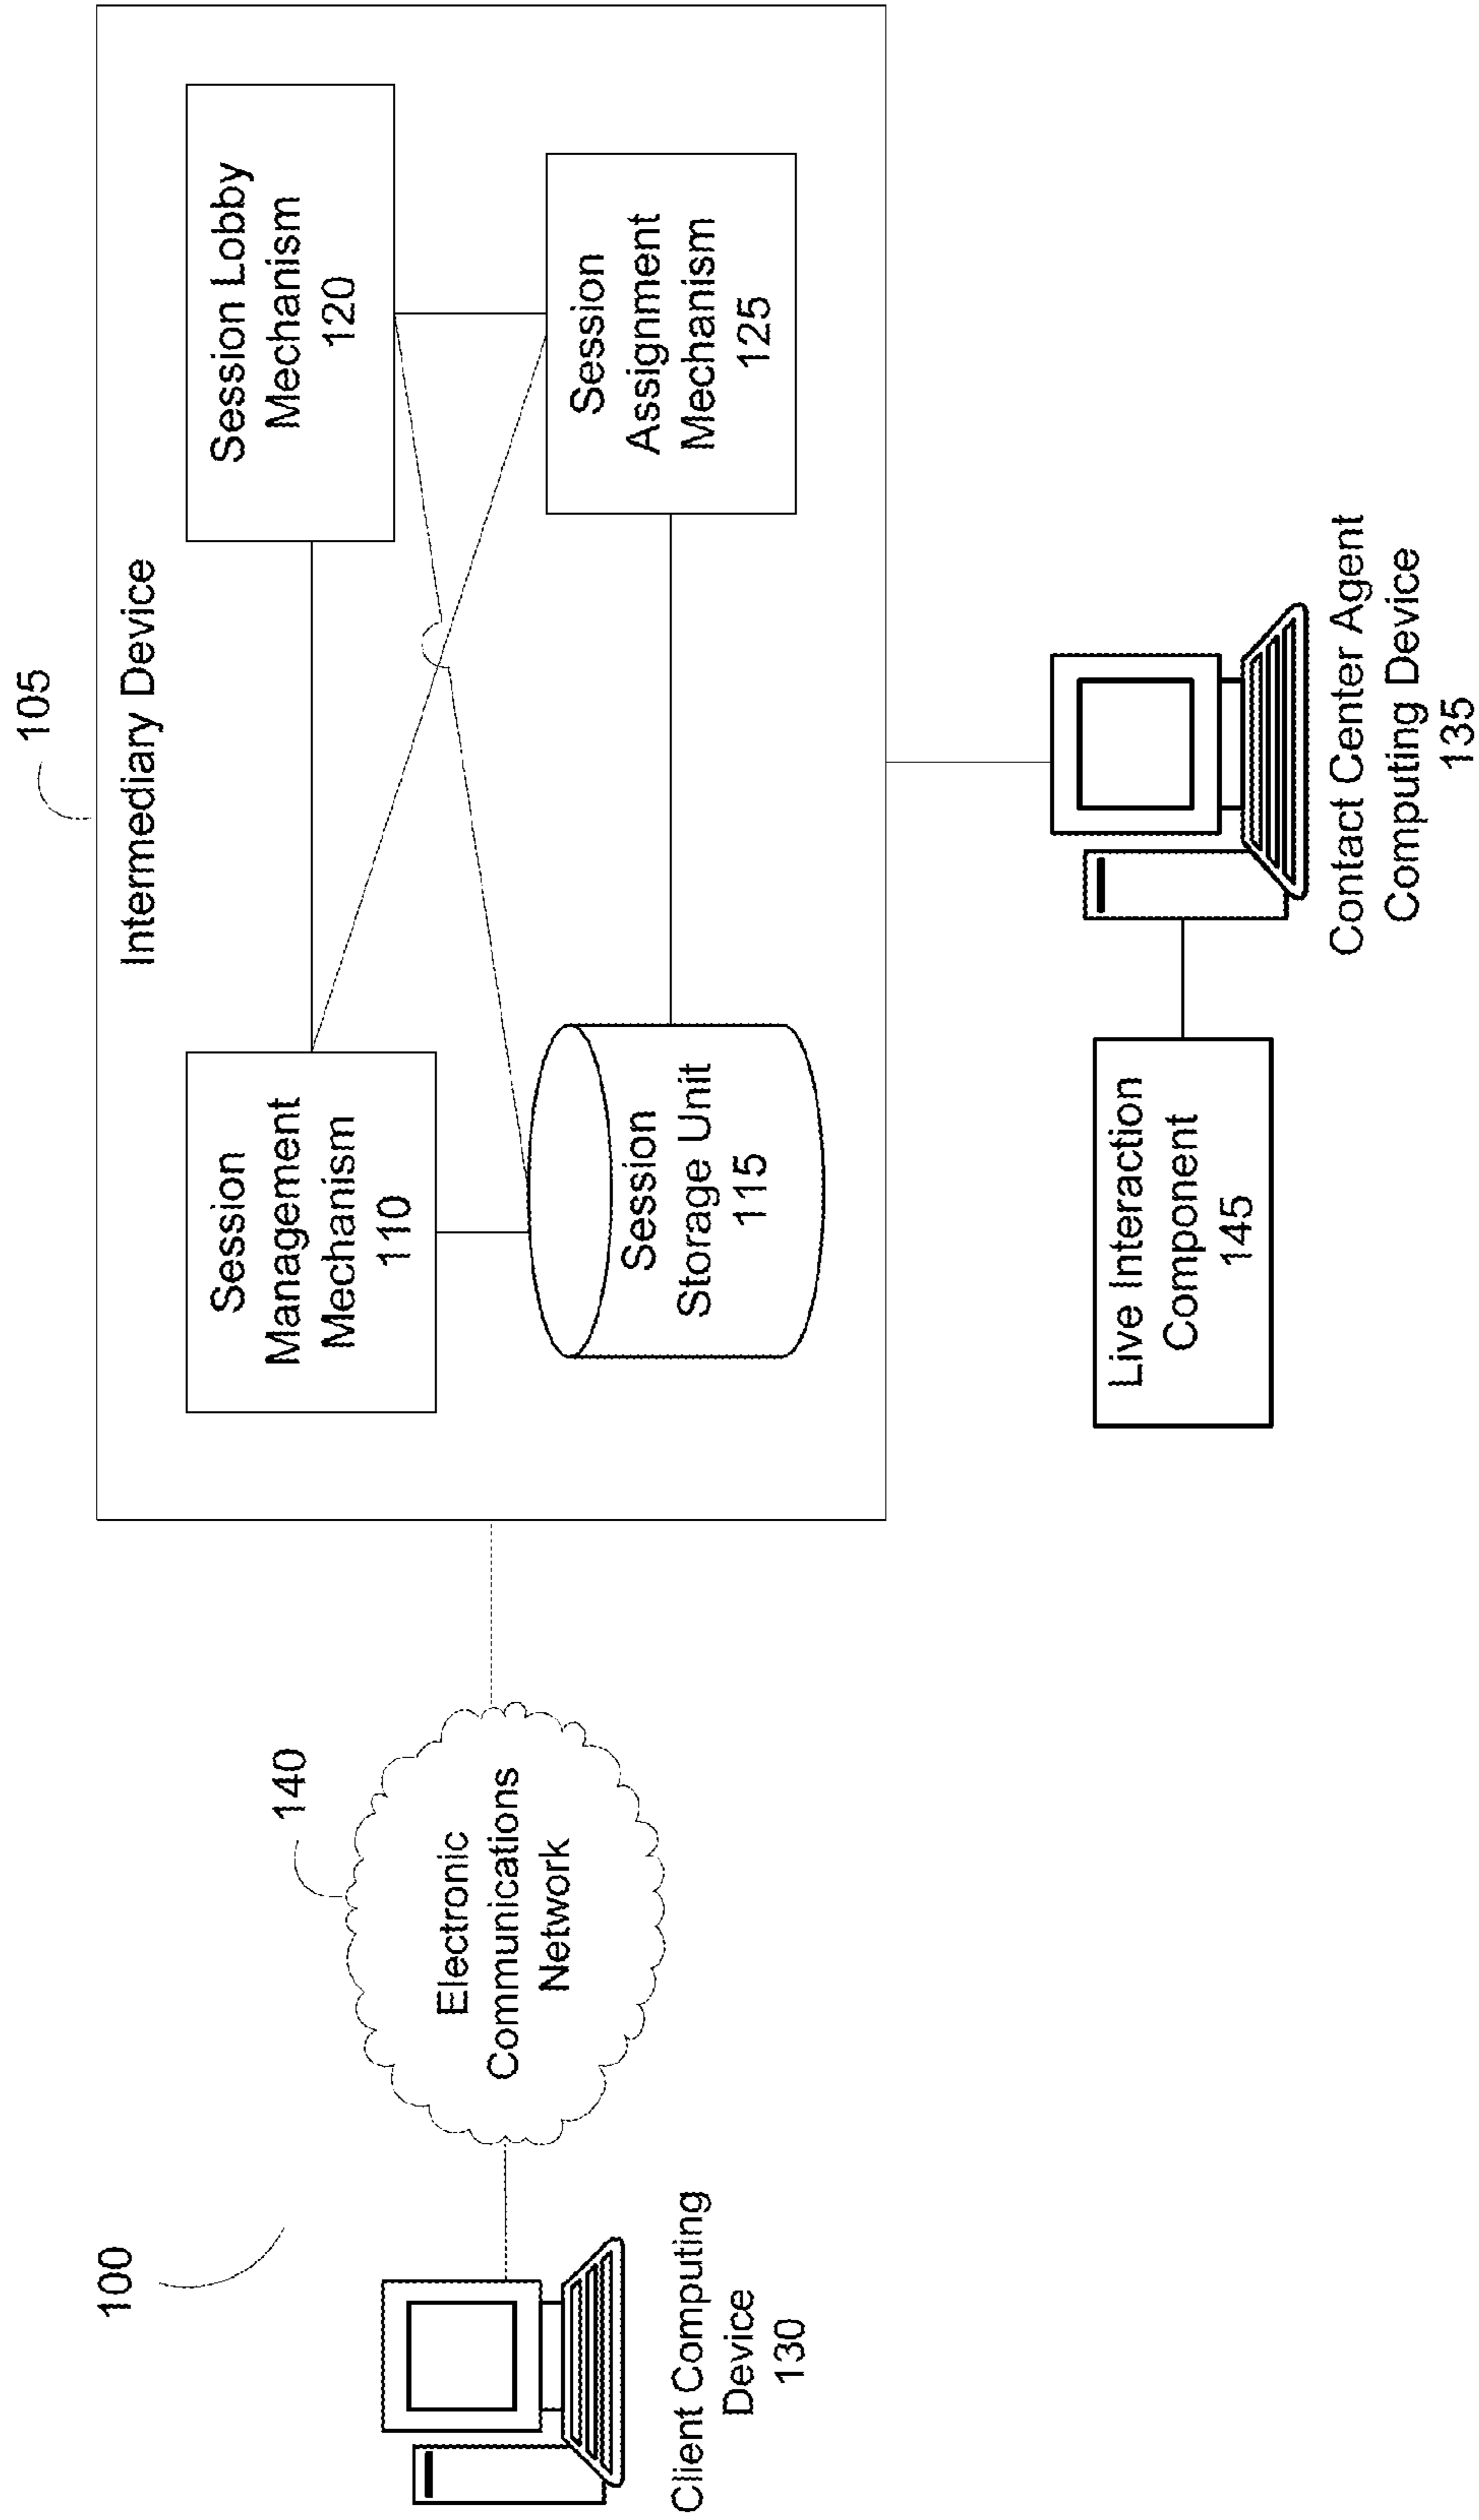 100
Client Computing
Device
130
140
Electronic
Communications
Network
105
Intermediary Device
Session
Management
Mechanism
110
Session Lobby
Mechanism
120
Session
Storage Unit
115
Session
Assignment
Mechanism
125
Live Interaction
Component
145
Contact Center Agent
Computing Device
135